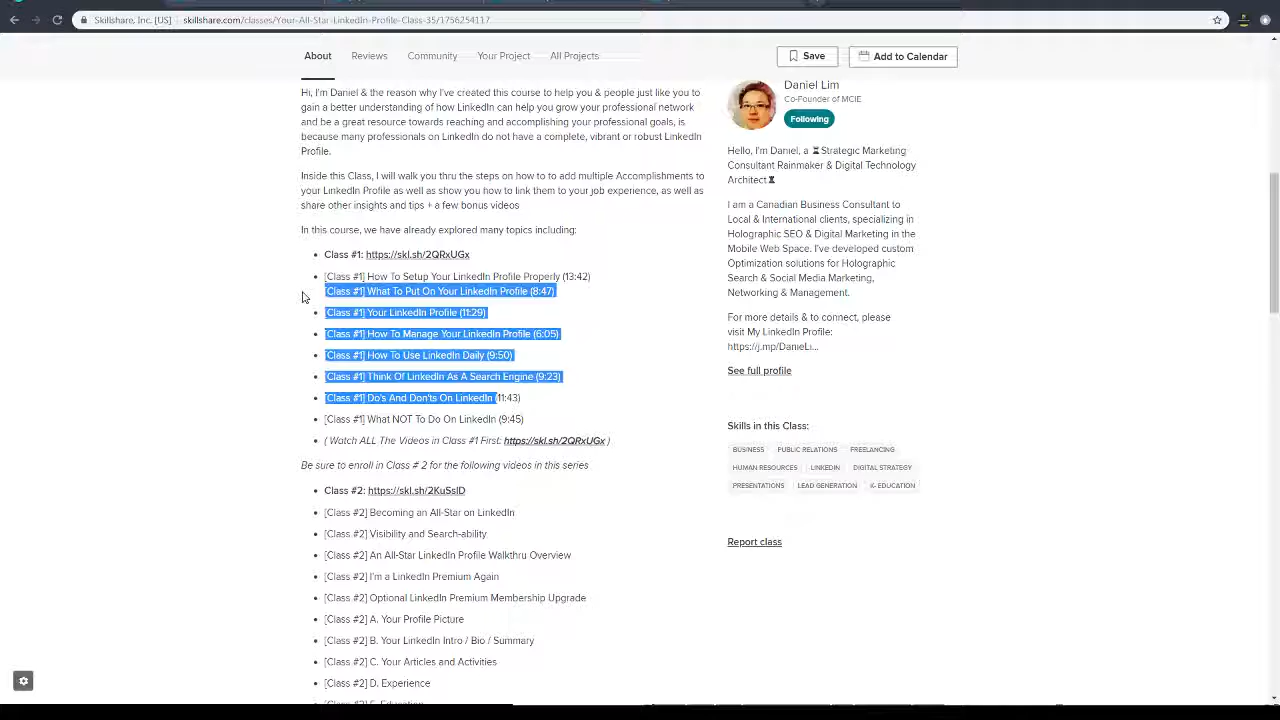 Skillshare, Inc. [US]
skillshare.com/classes/Your-All-Star-LinkedIn-Profile-Class-35/1756254117
About
Reviews
Community
Your Project
All Projects
Save
Add to Calendar
Hi, I'm Daniel & the reason why I've created this course to help you & people just like you to
gain a better understanding of how LinkedIn can help you grow your professional network
and be a great resource towards reaching and accomplishing your professional goals, is
because many professionals on LinkedIn do not have a complete, vibrant or robust LinkedIn
Profile.
Inside this Class, I will walk you thru the steps on how to to add multiple Accomplishments to
your LinkedIn Profile as well as show you how to link them to your job experience, as well as
share other insights and tips + a few bonus videos
In this course, we have already explored many topics including:
Class #1: https://skl.sh/2QRxUGx
[Class #1] How To Setup Your LinkedIn Profile Properly (13:42)
[Class #1] What To Put On Your LinkedIn Profile (8:47)
[Class #1] Your LinkedIn Profile (11:29)
[Class #1] How To Manage Your LinkedIn Profile (6:05)
[Class #1] How To Use LinkedIn Daily (9:50)
[Class #1] Think Of LinkedIn As A Search Engine (9:23)
[Class #1] Do's And Don'ts On LinkedIn (11:43)
[Class #1] What NOT To Do On LinkedIn (9:45)
( Watch ALL The Videos in Class #1 First: https://skl.sh/2QRxUGx )
Be sure to enroll in Class # 2 for the following videos in this series
Class #2: https://skl.sh/2KuSsID
[Class #2] Becoming an All-Star on LinkedIn
[Class #2] Visibility and Search-ability
[Class #2] An All-Star LinkedIn Profile Walkthru Overview
[Class #2] I'm a LinkedIn Premium Again
[Class #2] Optional LinkedIn Premium Membership Upgrade
[Class #2] A. Your Profile Picture
[Class #2] B. Your LinkedIn Intro / Bio / Summary
[Class #2] C. Your Articles and Activities
[Class #2] D. Experience
Daniel Lim
Co-Founder of MCIE
Following
Hello, I'm Daniel, a ⌛Strategic Marketing
Consultant Rainmaker & Digital Technology
Architect⌛
I am a Canadian Business Consultant to
Local & International clients, specializing in
Holographic SEO & Digital Marketing in the
Mobile Web Space. I've developed custom
Optimization solutions for Holographic
Search & Social Media Marketing,
Networking & Management.
For more details & to connect, please
visit My LinkedIn Profile:
https://j.mp/DanieLi...
See full profile
Skills in this Class:
BUSINESS
PUBLIC RELATIONS
FREELANCING
HUMAN RESOURCES
LINKEDIN
DIGITAL STRATEGY
PRESENTATIONS
LEAD GENERATION
K- EDUCATION
Report class